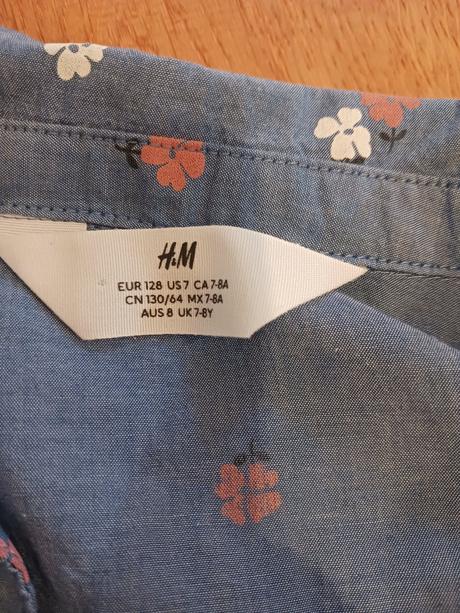 H&M
EUR 128 US 7 CA 7-8A
CN 130/64 MX 7-8A
AUS 8 UK 7-8Y